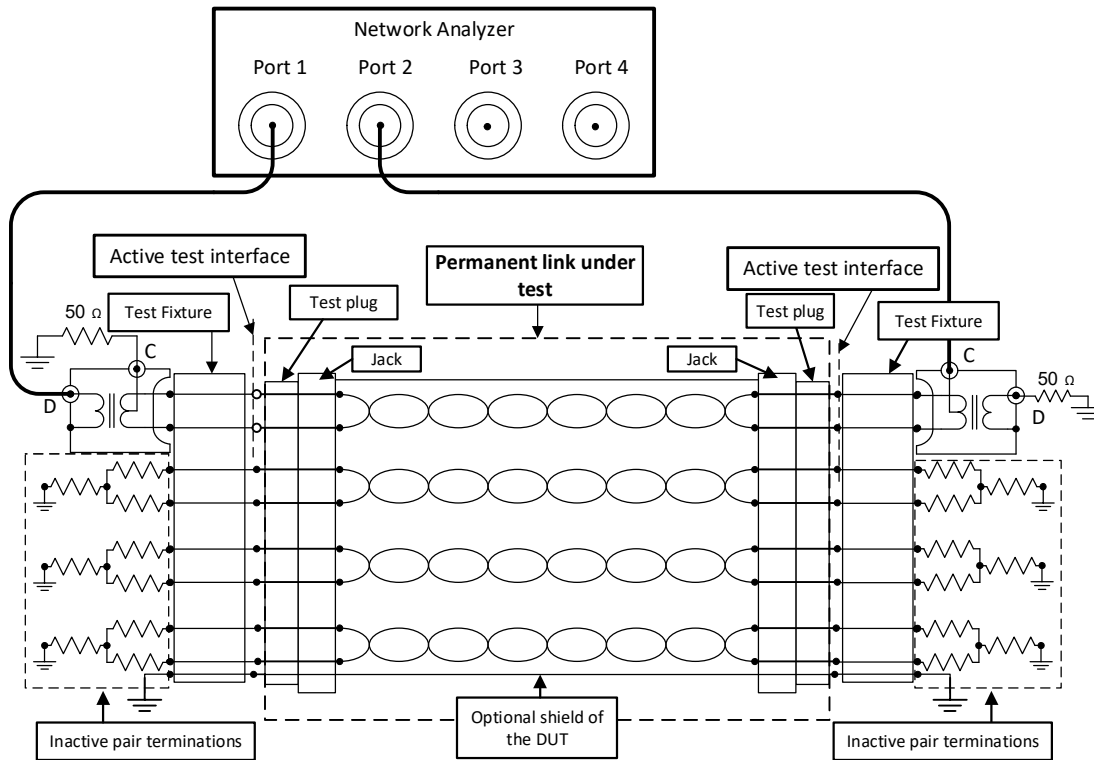 Network Analyzer
Port 1
Port 2
Port 3
Port 4
Active test interface
Permanent link under
test
Active test interface
Test plug
Test plug
50 Ω
Test Fixture
Test Fixture
C
Jack
Jack
C
50 Ω
D
D
Inactive pair terminations
Optional shield of
the DUT
Inactive pair terminations